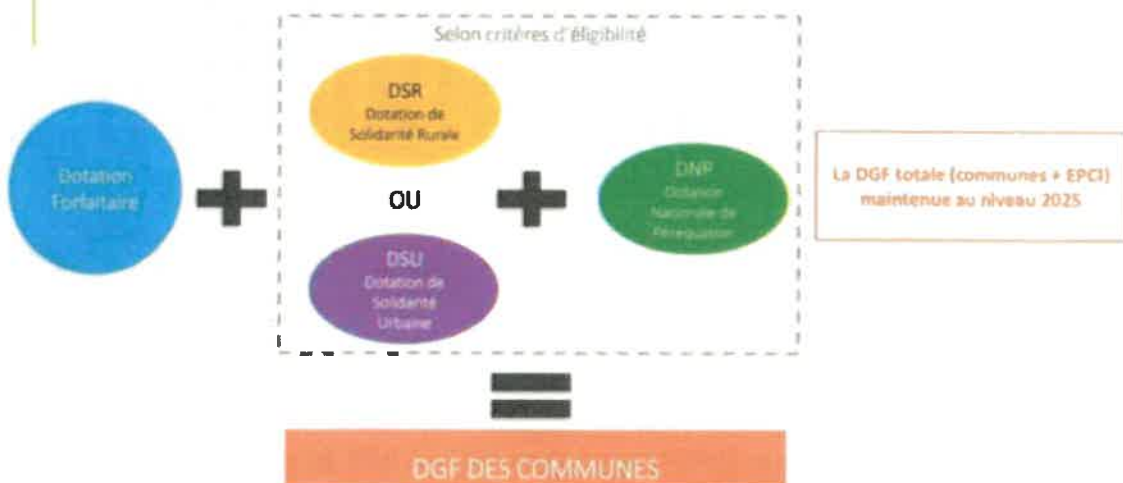 Selon critères d'éligibilité
Dotation
Forfaitaire
DSR
Dotation de
Solidarité Rurale
OU
DSU
Dotation de
Solidarité
Urbaine
DNP
Dotation
Nationale de
Péréquation
La DGF totale (communes + EPCI)
maintenue au niveau 2025
DGF DES COMMUNES